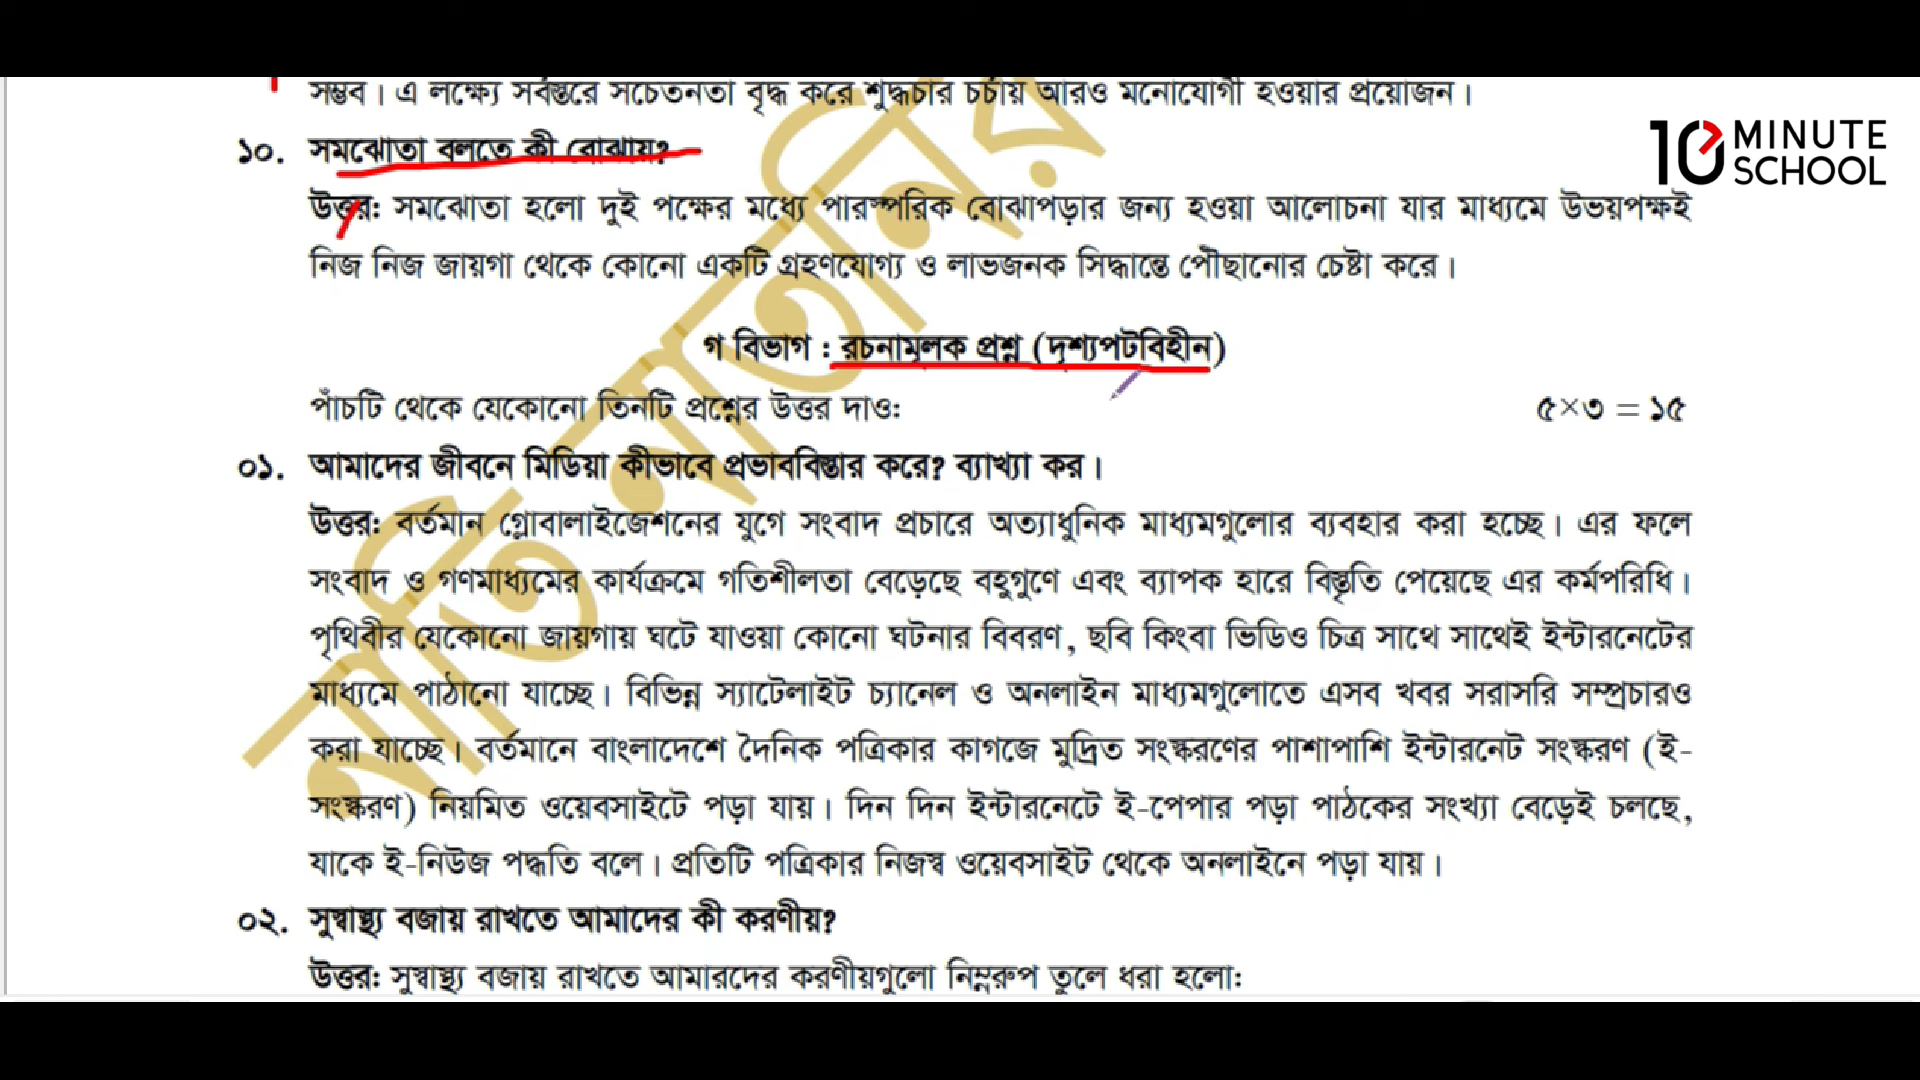 সম্ভব। এ লক্ষ্যে সর্বস্তরে সচেতনতা বৃদ্ধি করে শুদ্ধাচার চর্চায় আরও মনোযোগী হওয়ার প্রয়োজন।
10 MINUTE
SCHOOL
১০. সমঝোতা বলতে কী বোঝায়?
উত্তর: সমঝোতা হলো দুই পক্ষের মধ্যে পারস্পরিক বোঝাপড়ার জন্য হওয়া আলোচনা যার মাধ্যমে উভয়পক্ষই
নিজ নিজ জায়গা থেকে কোনো একটি গ্রহণযোগ্য ও লাভজনক সিদ্ধান্তে পৌঁছানোর চেষ্টা করে।
গ বিভাগ : রচনামূলক প্রশ্ন (দৃশ্যপটবিহীন)
পাঁচটি থেকে যেকোনো তিনটি প্রশ্নের উত্তর দাও: ৫×৩ = ১৫
০১. আমাদের জীবনে মিডিয়া কীভাবে প্রভাববিস্তার করে? ব্যাখ্যা কর।
উত্তর: বর্তমান গ্লোবালাইজেশনের যুগে সংবাদ প্রচারে অত্যাধুনিক মাধ্যমগুলোর ব্যবহার করা হচ্ছে। এর ফলে
সংবাদ ও গণমাধ্যমের কার্যক্রমে গতিশীলতা বেড়েছে বহুগুণে এবং ব্যাপক হারে বিস্তৃতি পেয়েছে এর কর্মপরিধি।
পৃথিবীর যেকোনো জায়গায় ঘটে যাওয়া কোনো ঘটনার বিবরণ, ছবি কিংবা ভিডিও চিত্র সাথে সাথেই ইন্টারনেটের
মাধ্যমে পাঠানো যাচ্ছে। বিভিন্ন স্যাটেলাইট চ্যানেল ও অনলাইন মাধ্যমগুলোতে এসব খবর সরাসরি সম্প্রচারও
করা যাচ্ছে। বর্তমানে বাংলাদেশে দৈনিক পত্রিকার কাগজে মুদ্রিত সংস্করণের পাশাপাশি ইন্টারনেট সংস্করণ (ই-
সংস্করণ) নিয়মিত ওয়েবসাইটে পড়া যায়। দিন দিন ইন্টারনেটে ই-পেপার পড়া পাঠকের সংখ্যা বেড়েই চলছে,
যাকে ই-নিউজ পদ্ধতি বলে। প্রতিটি পত্রিকার নিজস্ব ওয়েবসাইট থেকে অনলাইনে পড়া যায়।
০২. সুস্বাস্থ্য বজায় রাখতে আমাদের কী করণীয়?
উত্তর: সুস্বাস্থ্য বজায় রাখতে আমারদের করণীয়গুলো নিম্নরুপ তুলে ধরা হলো:
নাতি নাতনির